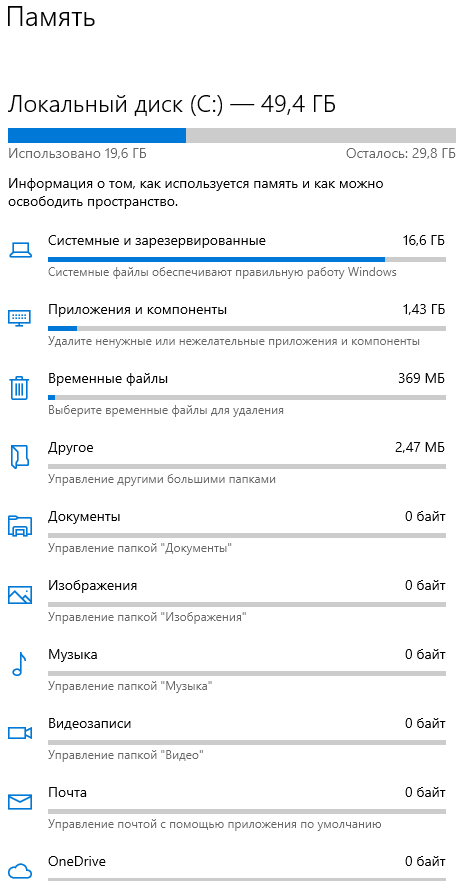 Память
Локальный диск (C:) — 49,4 ГБ
Использовано 19,6 ГБ Осталось: 29,8 ГБ
Информация о том, как используется память и как можно
освободить пространство.
Системные и зарезервированные 16,6 ГБ
Системные файлы обеспечивают правильную работу Windows
Приложения и компоненты 1,43 ГБ
Удалите ненужные или нежелательные приложения и компоненты
Временные файлы 369 МБ
Выберите временные файлы для удаления
Другое 2,47 МБ
Управление другими большими папками
Документы 0 байт
Управление папкой "Документы"
Изображения 0 байт
Управление папкой "Изображения"
Музыка 0 байт
Управление папкой "Музыка"
Видеозаписи 0 байт
Управление папкой "Видео"
Почта 0 байт
Управление почтой с помощью приложения по умолчанию
OneDrive 0 байт